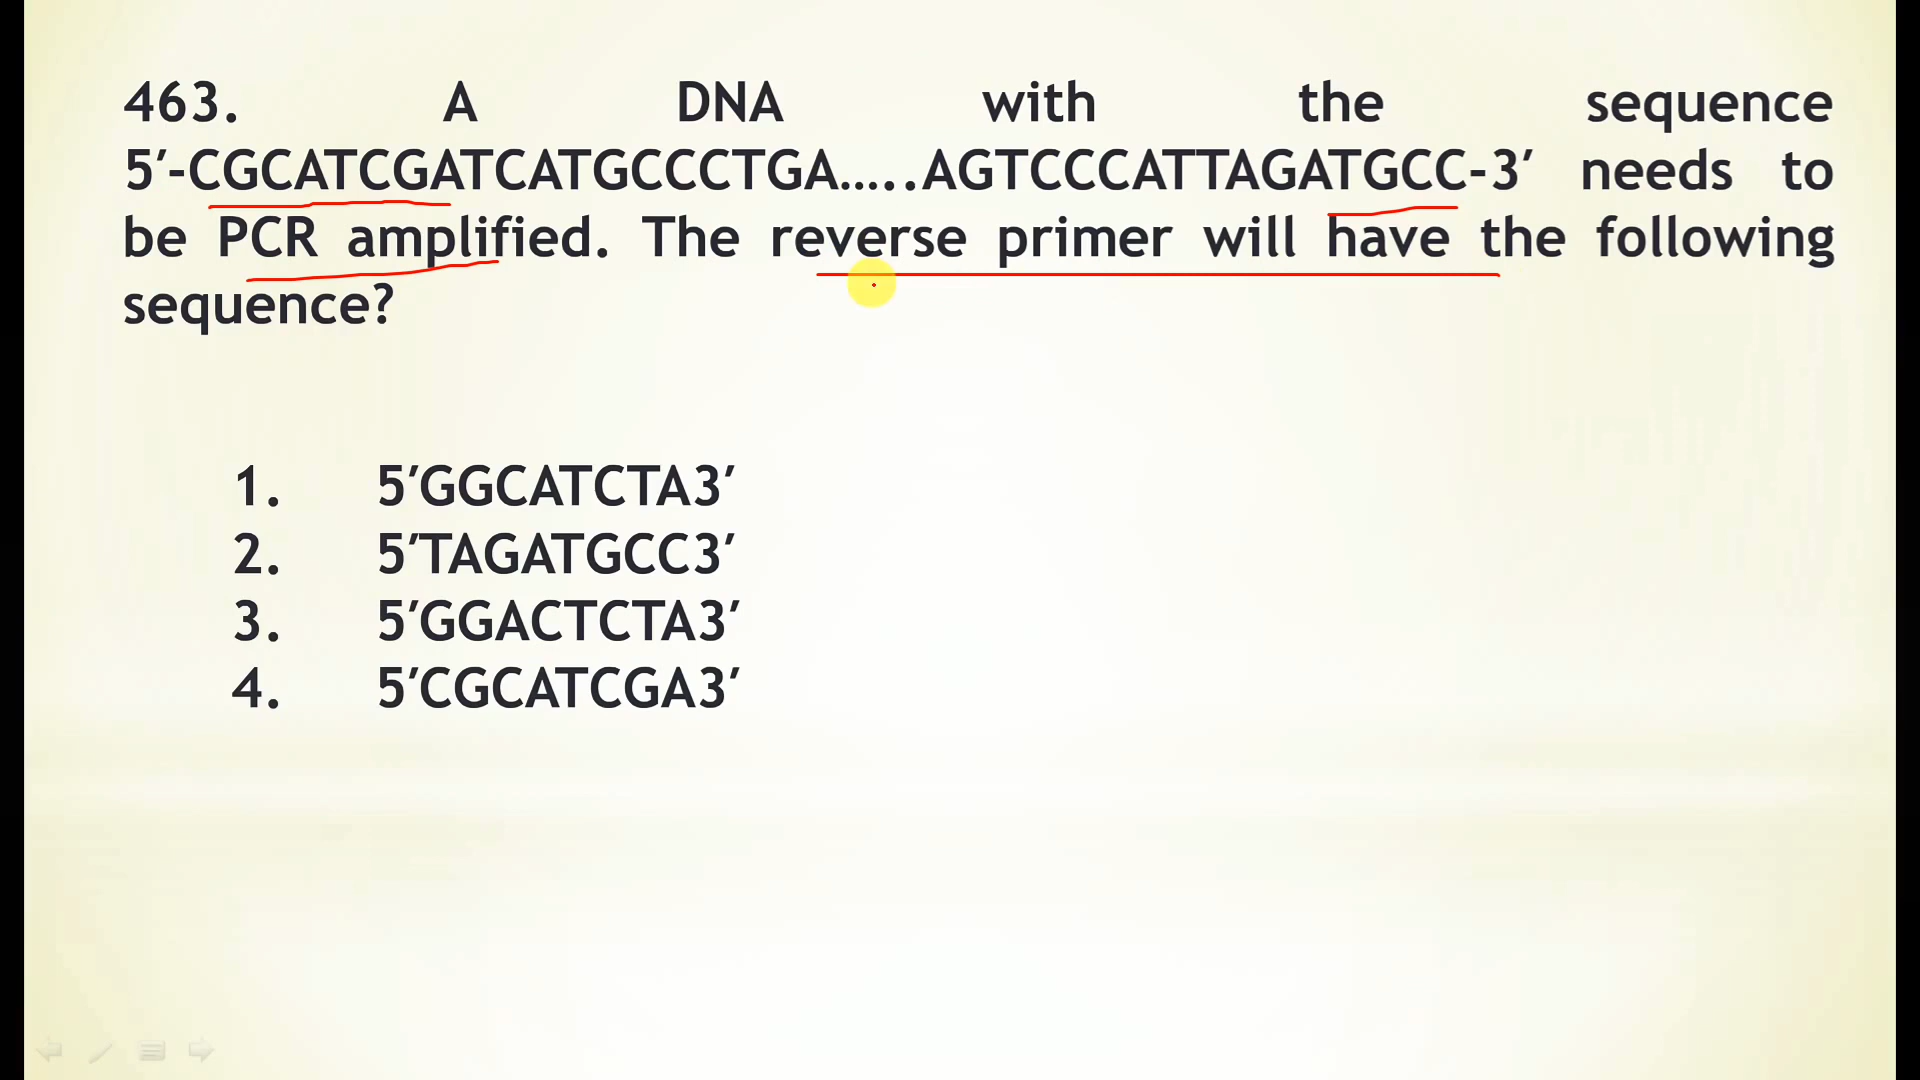 463. A DNA with the sequence
5′-CGCATCGATCATGCCCTGA…..AGTCCCATTAGATGCC-3′ needs to
be PCR amplified. The reverse primer will have the following
sequence?
1. 5′GGCATCTA3′
2. 5′TAGATGCC3′
3. 5′GGACTCTA3′
4. 5′CGCATCGA3′